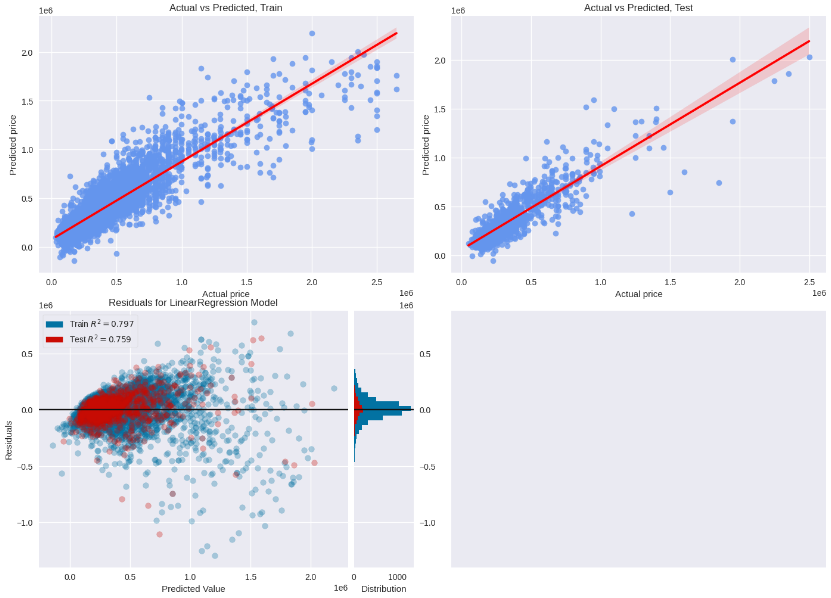 Actual vs Predicted, Train
1e6
2.0
1.5
1.0
0.5
0.0
Predicted price
0.0 0.5 1.0 1.5 2.0 2.5
Actual price
1e6
Actual vs Predicted, Test
1e6
2.0
1.5
1.0
0.5
0.0
Predicted price
0.0 0.5 1.0 1.5 2.0 2.5
Actual price
1e6
Residuals for LinearRegression Model
1e6
1e6
Train R² = 0.797
Test R² = 0.759
0.5
0.0
−0.5
−1.0
Residuals
0.0 0.5 1.0 1.5 2.0
1e6
Predicted Value
0.5
0.0
−0.5
−1.0
0 1000
Distribution